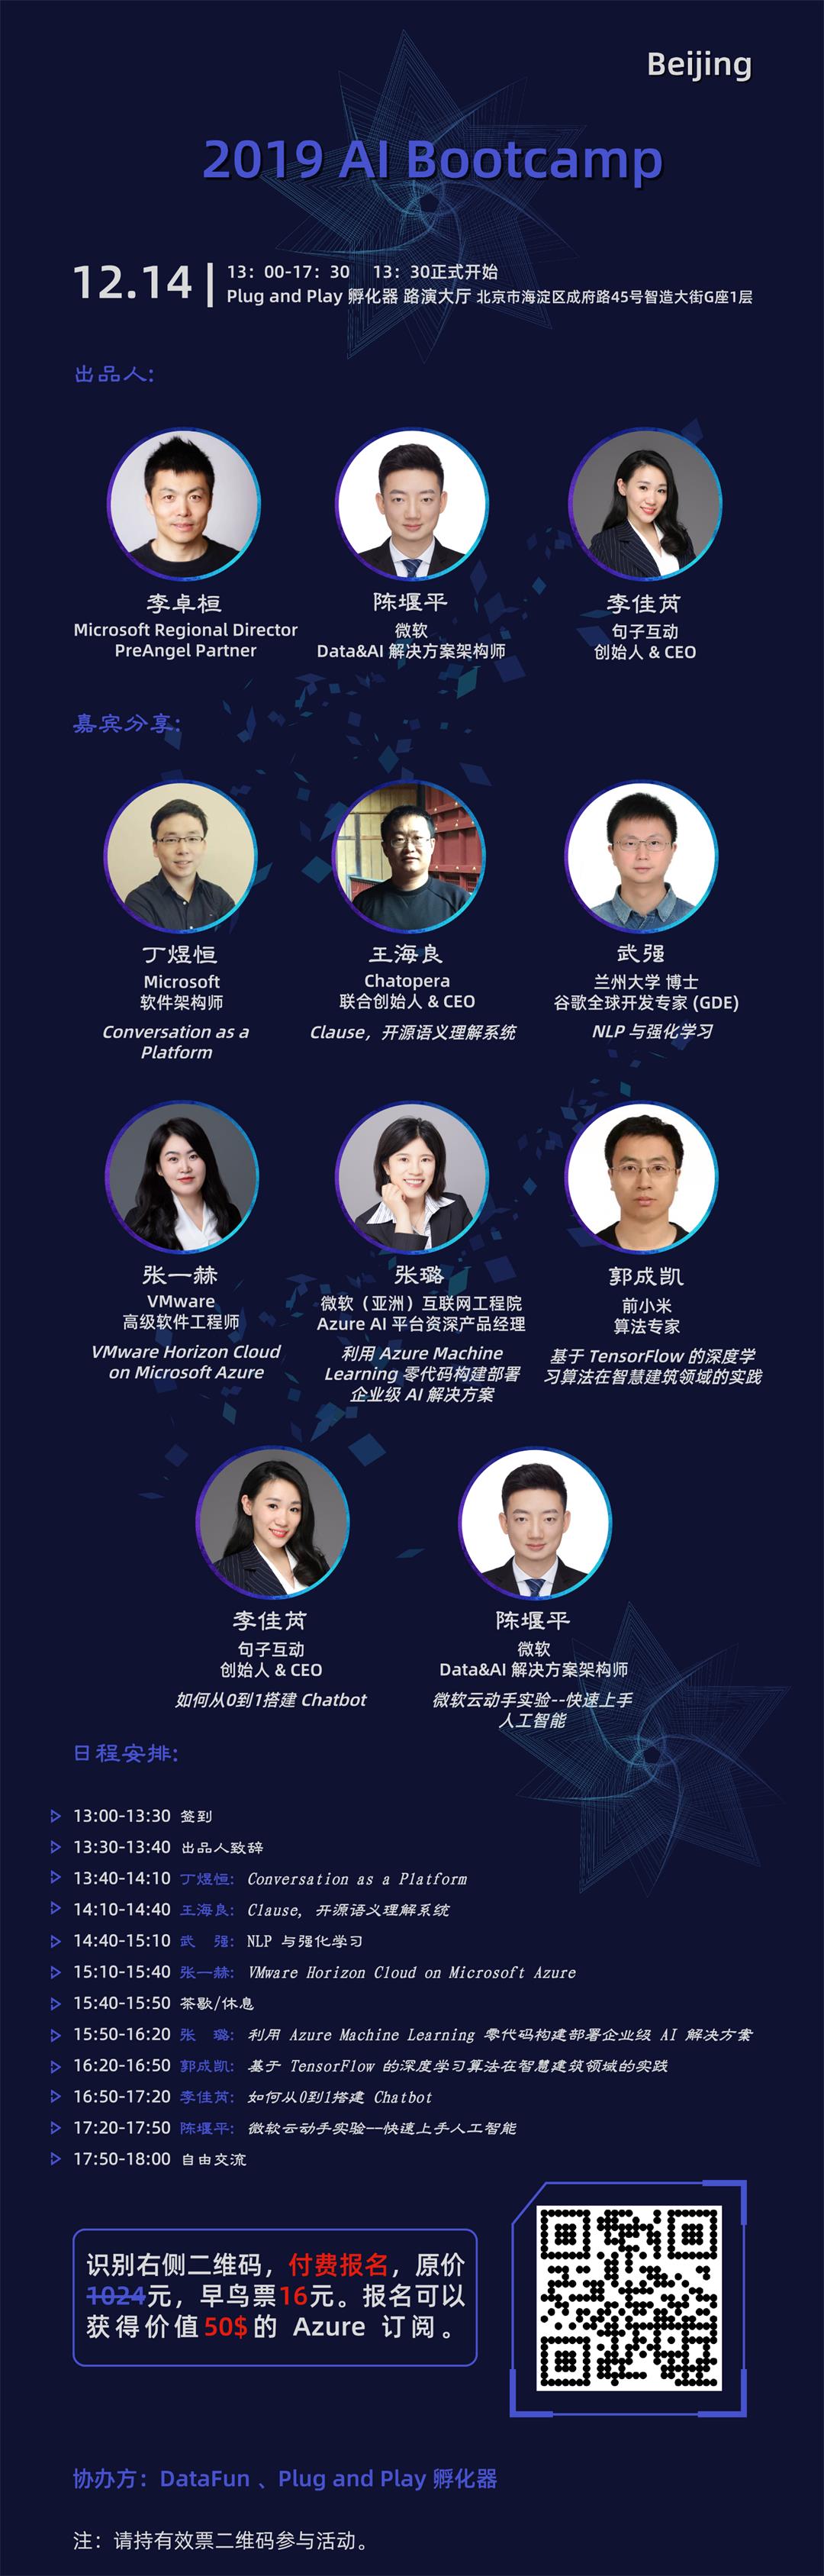 Beijing
2019 AI Bootcamp
12.14
13：00-17：30 13：30正式开始
Plug and Play 孵化器 路演大厅 北京市海淀区成府路45号智造大街G座1层
出品人:
李卓桓
Microsoft Regional Director
PreAngel Partner
陈堰平
微软
Data&AI 解决方案架构师
李佳芮
句子互动
创始人 & CEO
嘉宾分享:
丁煜恒
Microsoft
软件架构师
Conversation as a
Platform
王海良
Chatopera
联合创始人 & CEO
Clause，开源语义理解系统
武强
兰州大学 博士
谷歌全球开发专家 (GDE)
NLP 与强化学习
张一赫
VMware
高级软件工程师
VMware Horizon Cloud
on Microsoft Azure
张璐
微软（亚洲）互联网工程院
Azure AI 平台资深产品经理
利用 Azure Machine
Learning 零代码构建部署
企业级 AI 解决方案
郭成凯
前小米
算法专家
基于 TensorFlow 的深度学
习算法在智慧建筑领域的实践
李佳芮
句子互动
创始人 & CEO
如何从0到1搭建 Chatbot
陈堰平
微软
Data&AI 解决方案架构师
微软云动手实验--快速上手
人工智能
日程安排:
13:00-13:30 签到
13:30-13:40 出品人致辞
13:40-14:10 丁煜恒: Conversation as a Platform
14:10-14:40 王海良: Clause, 开源语义理解系统
14:40-15:10 武 强: NLP 与强化学习
15:10-15:40 张一赫: VMware Horizon Cloud on Microsoft Azure
15:40-15:50 茶歇/休息
15:50-16:20 张 璐: 利用 Azure Machine Learning 零代码构建部署企业级 AI 解决方案
16:20-16:50 郭成凯: 基于 TensorFlow 的深度学习算法在智慧建筑领域的实践
16:50-17:20 李佳芮: 如何从0到1搭建 Chatbot
17:20-17:50 陈堰平: 微软云动手实验--快速上手人工智能
17:50-18:00 自由交流
识别右侧二维码，付费报名，原价
1024元，早鸟票16元。报名可以
获得价值50$的 Azure 订阅。
协办方：DataFun 、Plug and Play 孵化器
注：请持有效票二维码参与活动。